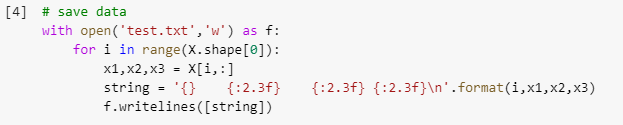 [4] # save data
with open('test.txt','w') as f:
    for i in range(X.shape[0]):
        x1,x2,x3 = X[i,:]
        string = '{}    {:2.3f}    {:2.3f} {:2.3f}\n'.format(i,x1,x2,x3)
        f.writelines([string])